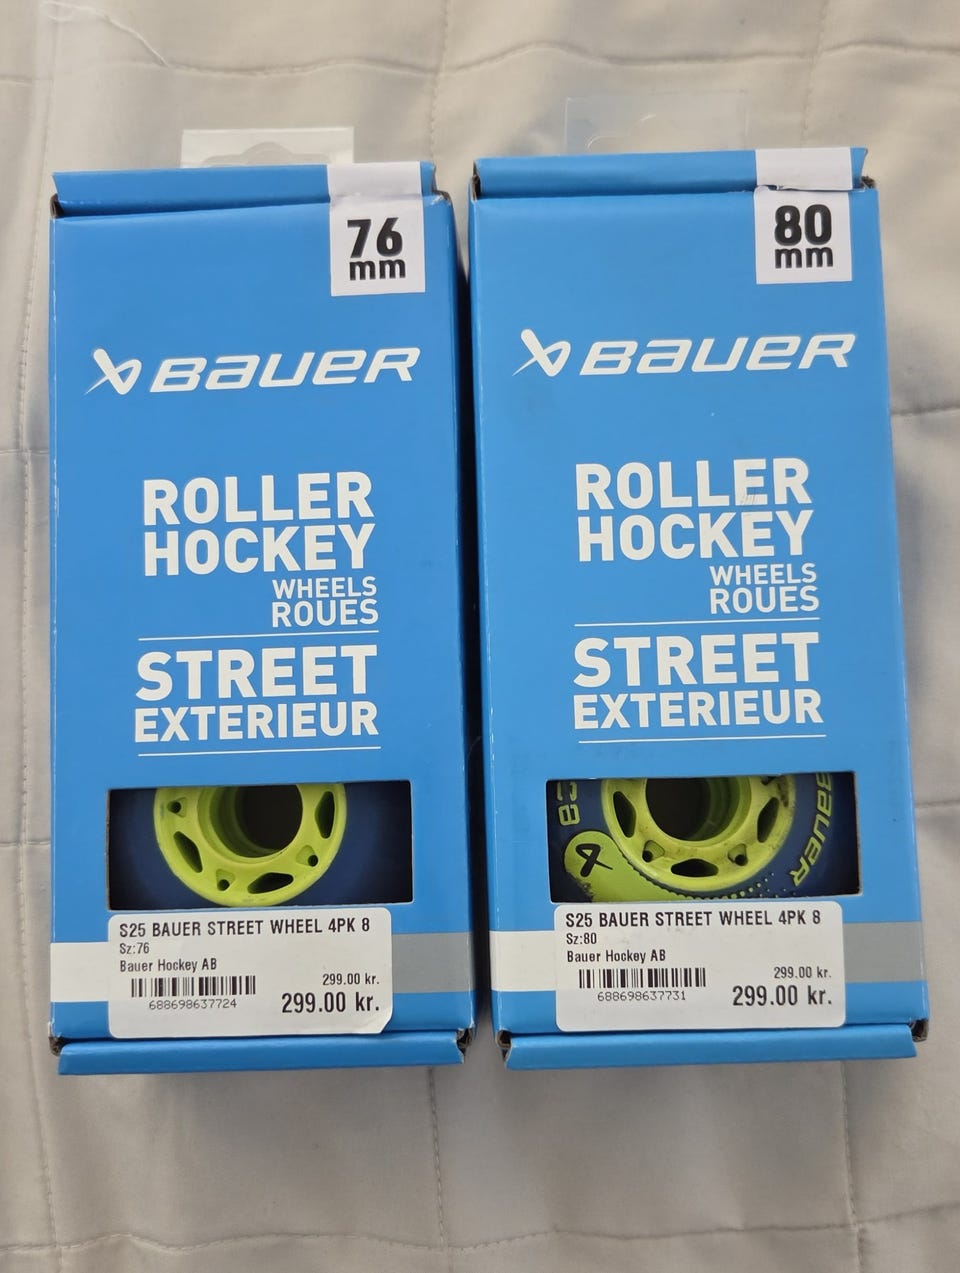 76
mm
BAUER
ROLLER
HOCKEY
WHEELS
ROUES
STREET
EXTERIEUR
S25 BAUER STREET WHEEL 4PK 8
Sz:76
Bauer Hockey AB
299.00 kr.
688698637724
299.00 kr.
80
mm
BAUER
ROLLER
HOCKEY
WHEELS
ROUES
STREET
EXTERIEUR
BAUER
S25 BAUER STREET WHEEL 4PK 8
Sz:80
Bauer Hockey AB
299.00 kr.
688698637731
299.00 kr.